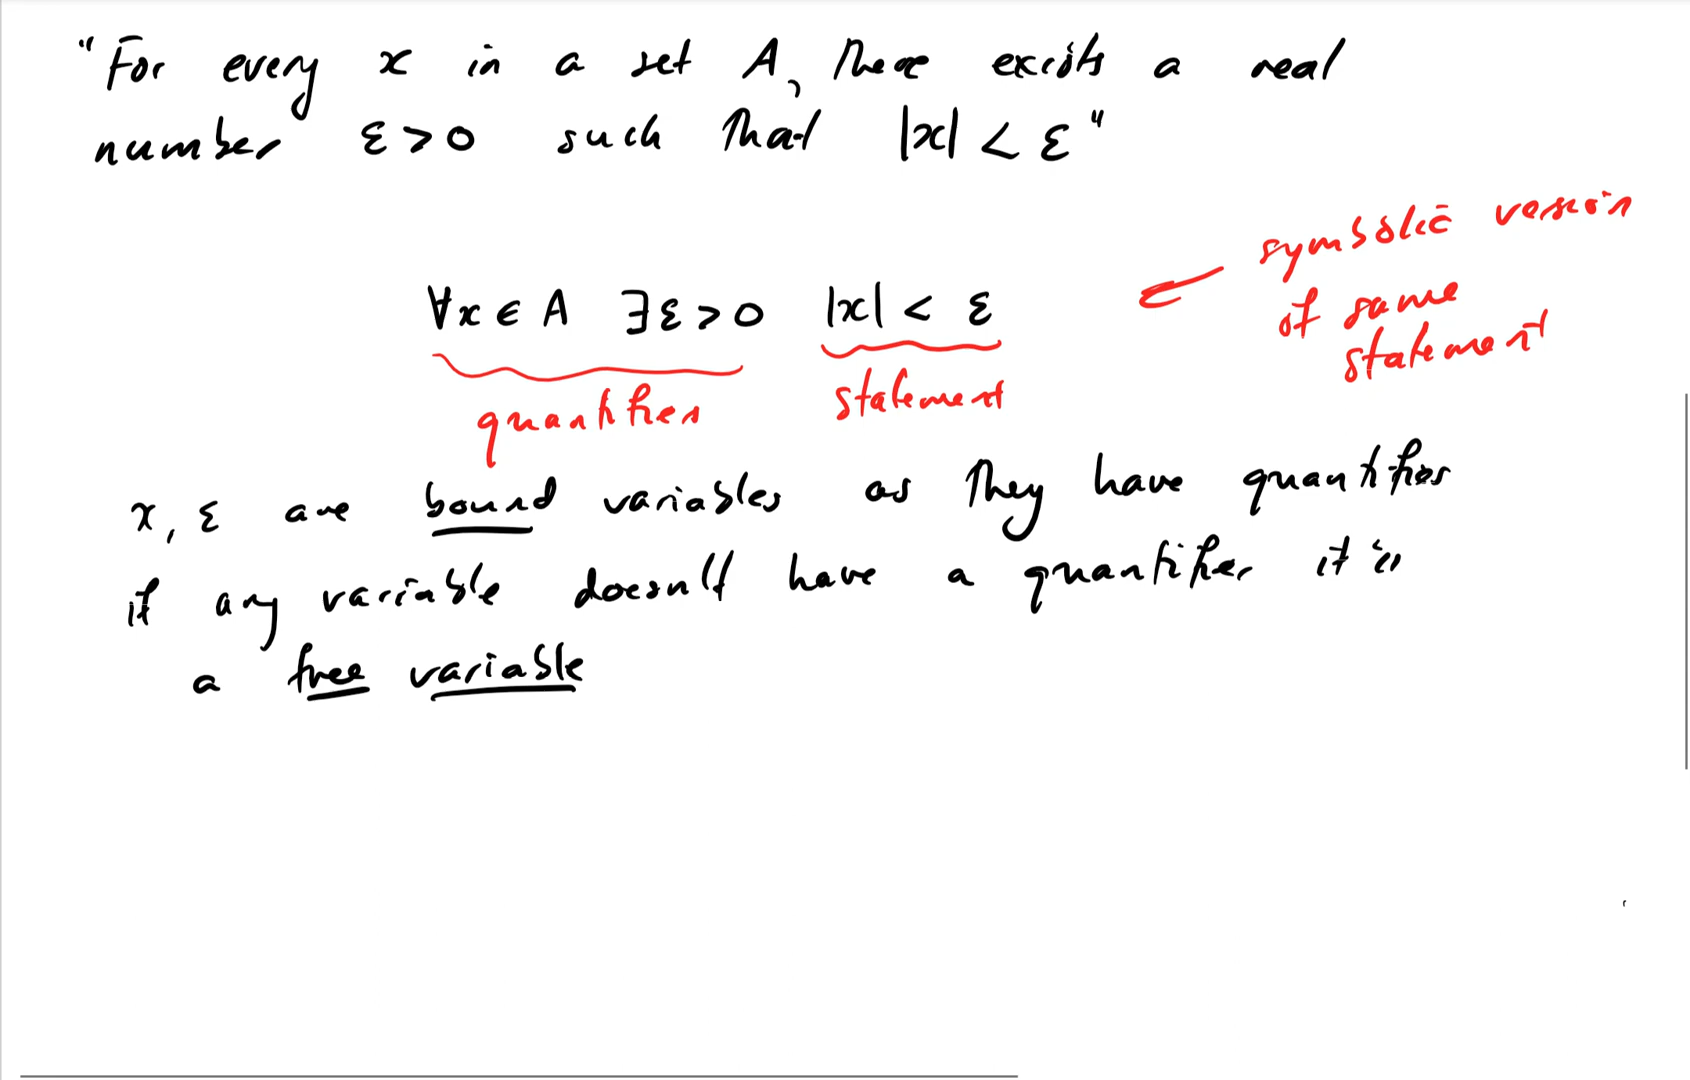 "For every x in a set A, there exists a real
number ε>0 such that |x| < ε"
∀x ∈ A ∃ε>0 |x| < ε
symbolic version
of same
statement
quantifier statement
x, ε are bound variables as they have quantifiers
if any variable doesn't have a quantifier it is
a free variable